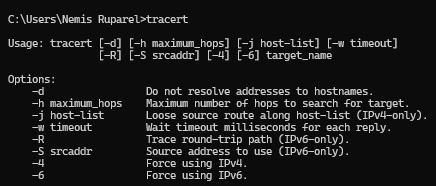 C:\Users\Nemis Ruparel>tracert
Usage: tracert [-d] [-h maximum_hops] [-j host-list] [-w timeout]
[-R] [-S srcaddr] [-4] [-6] target_name
Options:
-d Do not resolve addresses to hostnames.
-h maximum_hops Maximum number of hops to search for target.
-j host-list Loose source route along host-list (IPv4-only).
-w timeout Wait timeout milliseconds for each reply.
-R Trace round-trip path (IPv6-only).
-S srcaddr Source address to use (IPv6-only).
-4 Force using IPv4.
-6 Force using IPv6.